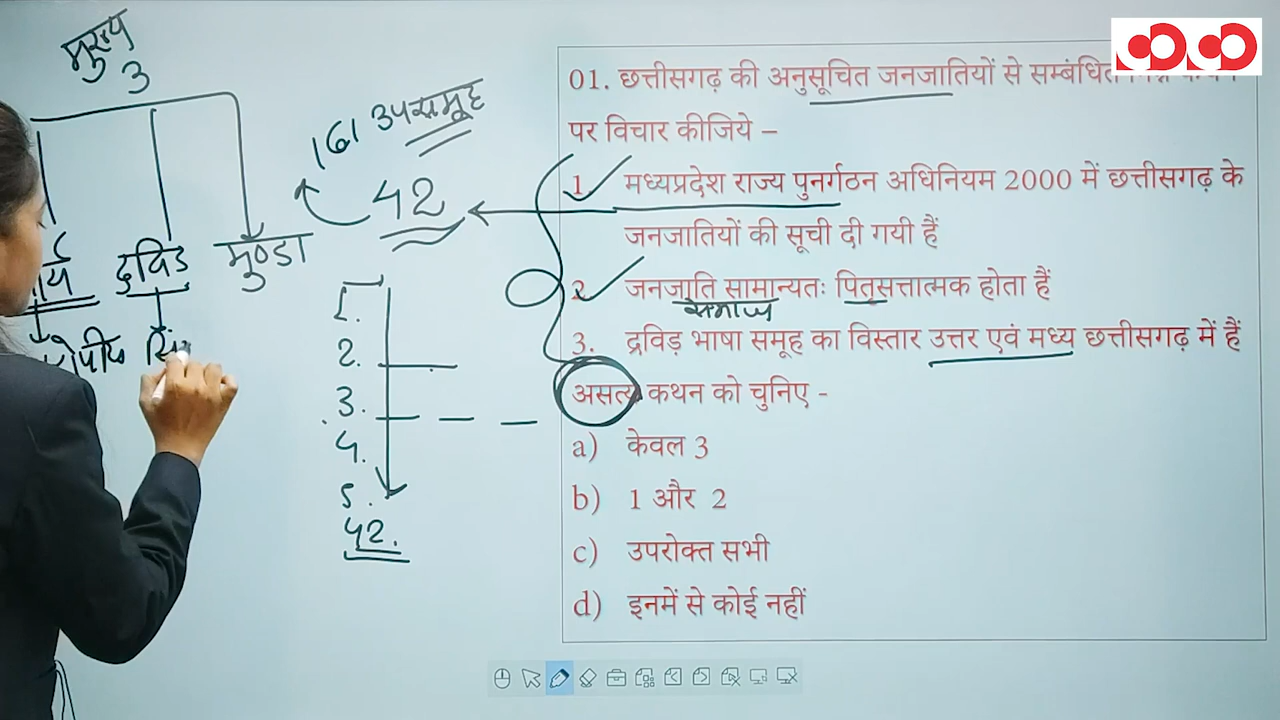 मुख्य
3
161 उपसमूह
42
द्रविड
मुण्डा
1.
2.
3.
4.
5.
42.
01. छत्तीसगढ़ की अनुसूचित जनजातियों से सम्बंधित
पर विचार कीजिये –
1. मध्यप्रदेश राज्य पुनर्गठन अधिनियम 2000 में छत्तीसगढ़ के
जनजातियों की सूची दी गयी हैं
2. जनजाति सामान्यतः पितृसत्तात्मक होता हैं
समाज
3. द्रविड़ भाषा समूह का विस्तार उत्तर एवं मध्य छत्तीसगढ़ में हैं
असत्य कथन को चुनिए -
a) केवल 3
b) 1 और 2
c) उपरोक्त सभी
d) इनमें से कोई नहीं